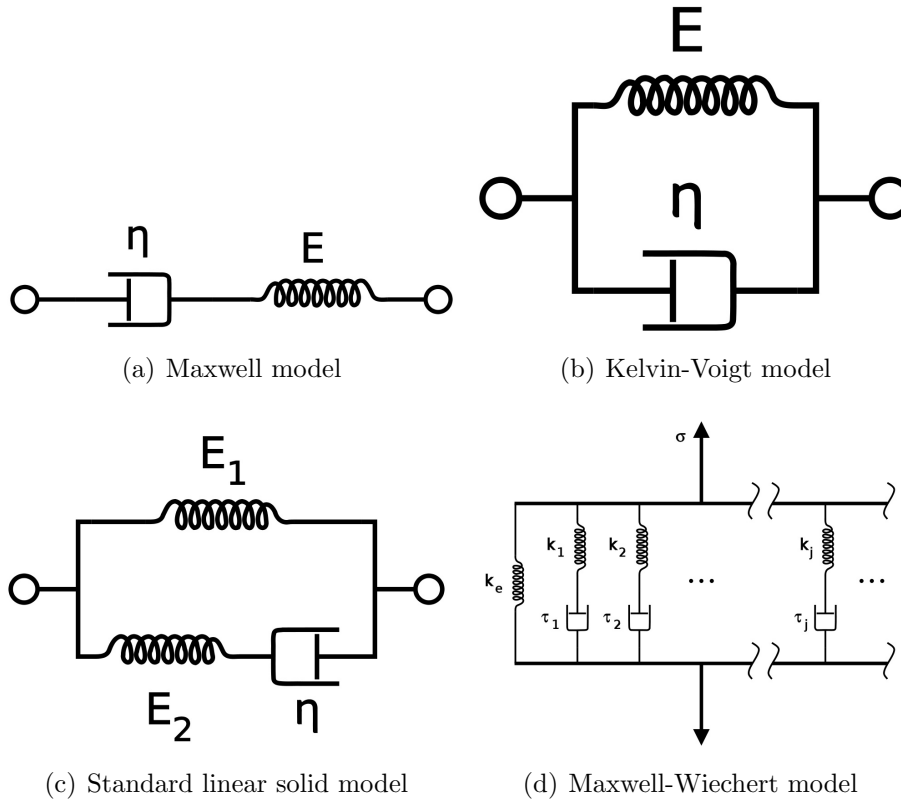 E
η
η
E
(a) Maxwell model
(b) Kelvin-Voigt model
E1
E2
η
(c) Standard linear solid model
σ
ke
k1
k2
kj
...
...
τ1
τ2
τj
(d) Maxwell-Wiechert model